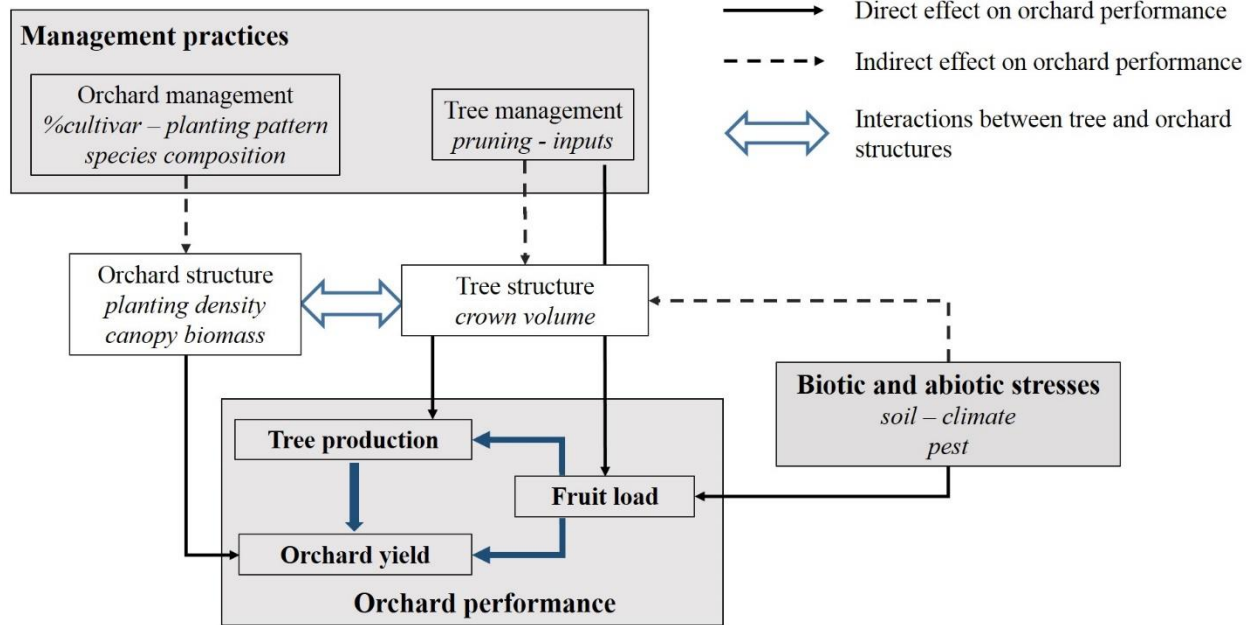 Management practices
Orchard management
%cultivar – planting pattern
species composition
Tree management
pruning - inputs
Direct effect on orchard performance
Indirect effect on orchard performance
Interactions between tree and orchard
structures
Orchard structure
planting density
canopy biomass
Tree structure
crown volume
Biotic and abiotic stresses
soil – climate
pest
Tree production
Fruit load
Orchard yield
Orchard performance